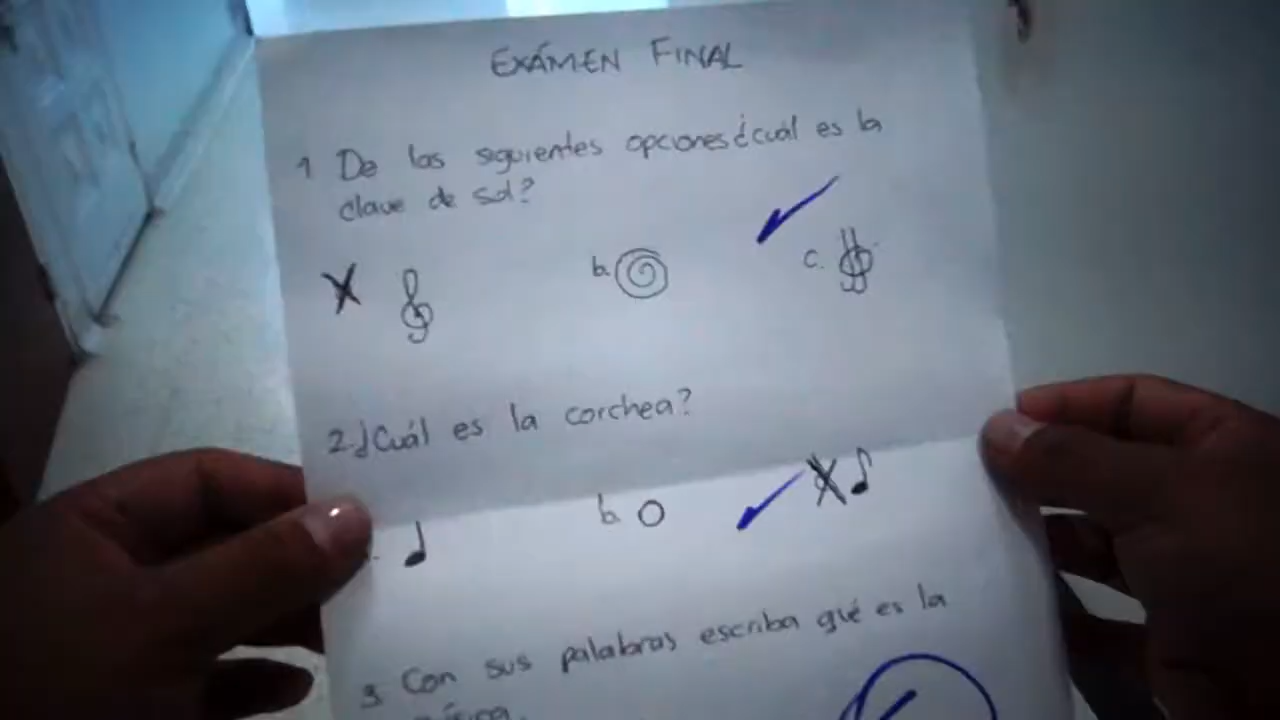 EXÁMEN FINAL
1 De las siguientes opciones ¿cuál es la
clave de sol?
b.
c.
2. ¿Cuál es la corchea?
b.
3. Con sus palabras escriba qué es la